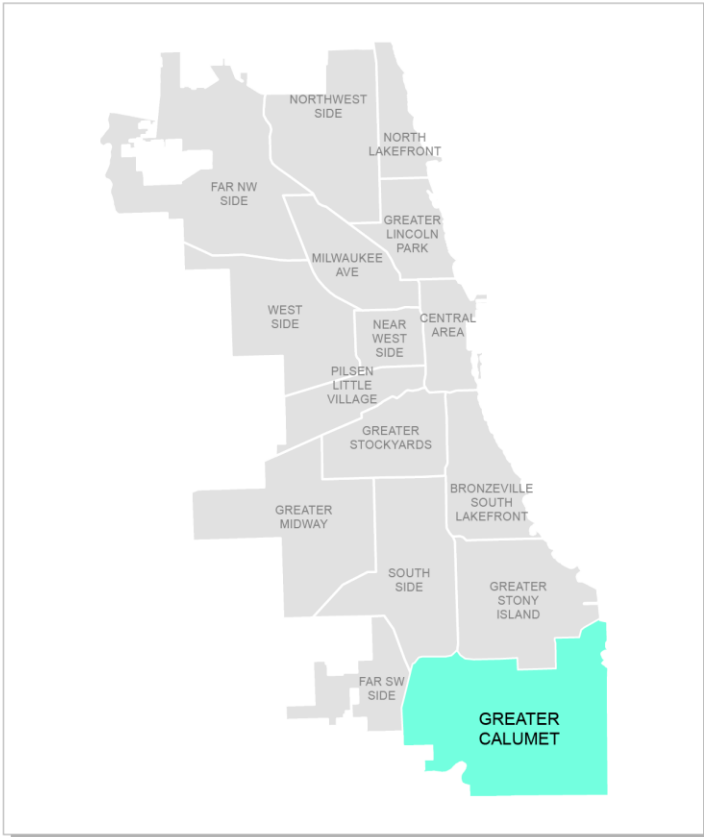 NORTHWEST
SIDE
NORTH
LAKEFRONT
FAR NW
SIDE
GREATER
LINCOLN
PARK
MILWAUKEE
AVE
WEST
SIDE
NEAR
WEST
SIDE
CENTRAL
AREA
PILSEN
LITTLE
VILLAGE
GREATER
STOCKYARDS
BRONZEVILLE
SOUTH
LAKEFRONT
GREATER
MIDWAY
SOUTH
SIDE
GREATER
STONY
ISLAND
FAR SW
SIDE
GREATER
CALUMET